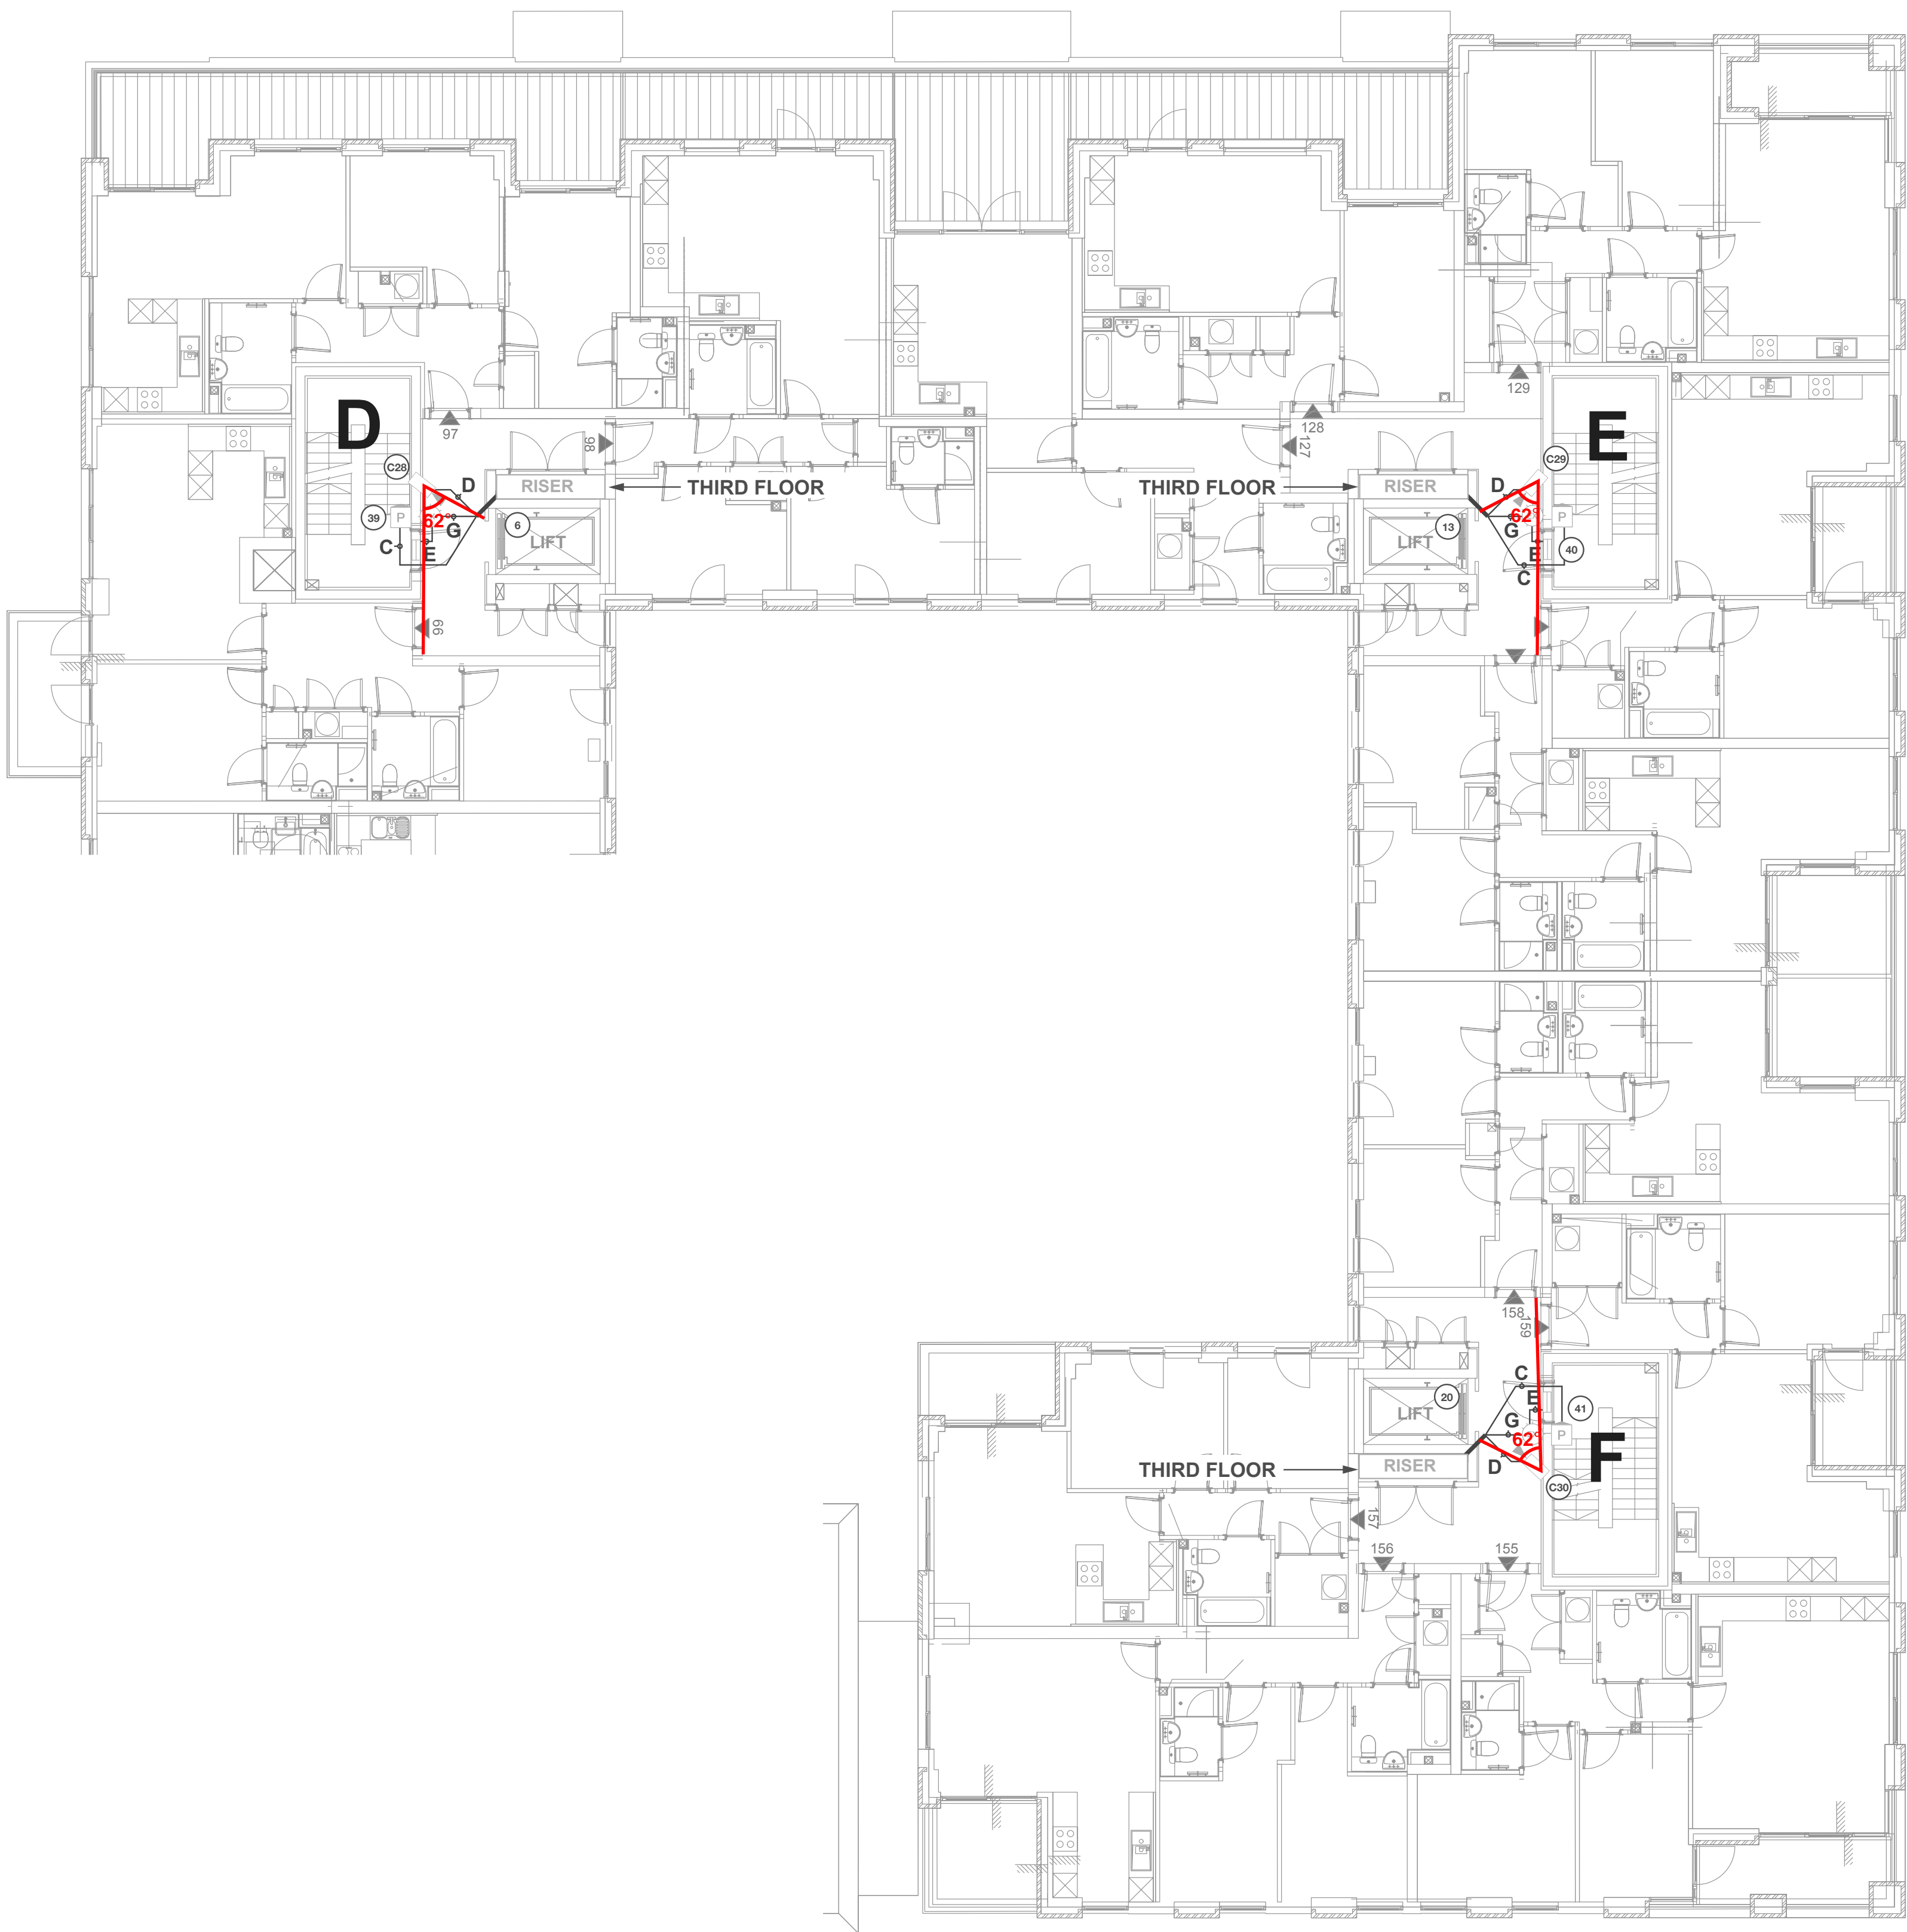 129
D
E
97
98
128
127
C28
C29
D
RISER
THIRD FLOOR
THIRD FLOOR
RISER
D
39
P
62°
G
6
LIFT
LIFT
13
62°
G
P
C
E
E
40
C
66
158
159
C
20
E
41
LIFT
G
62°
P
F
THIRD FLOOR
RISER
D
C30
157
156
155